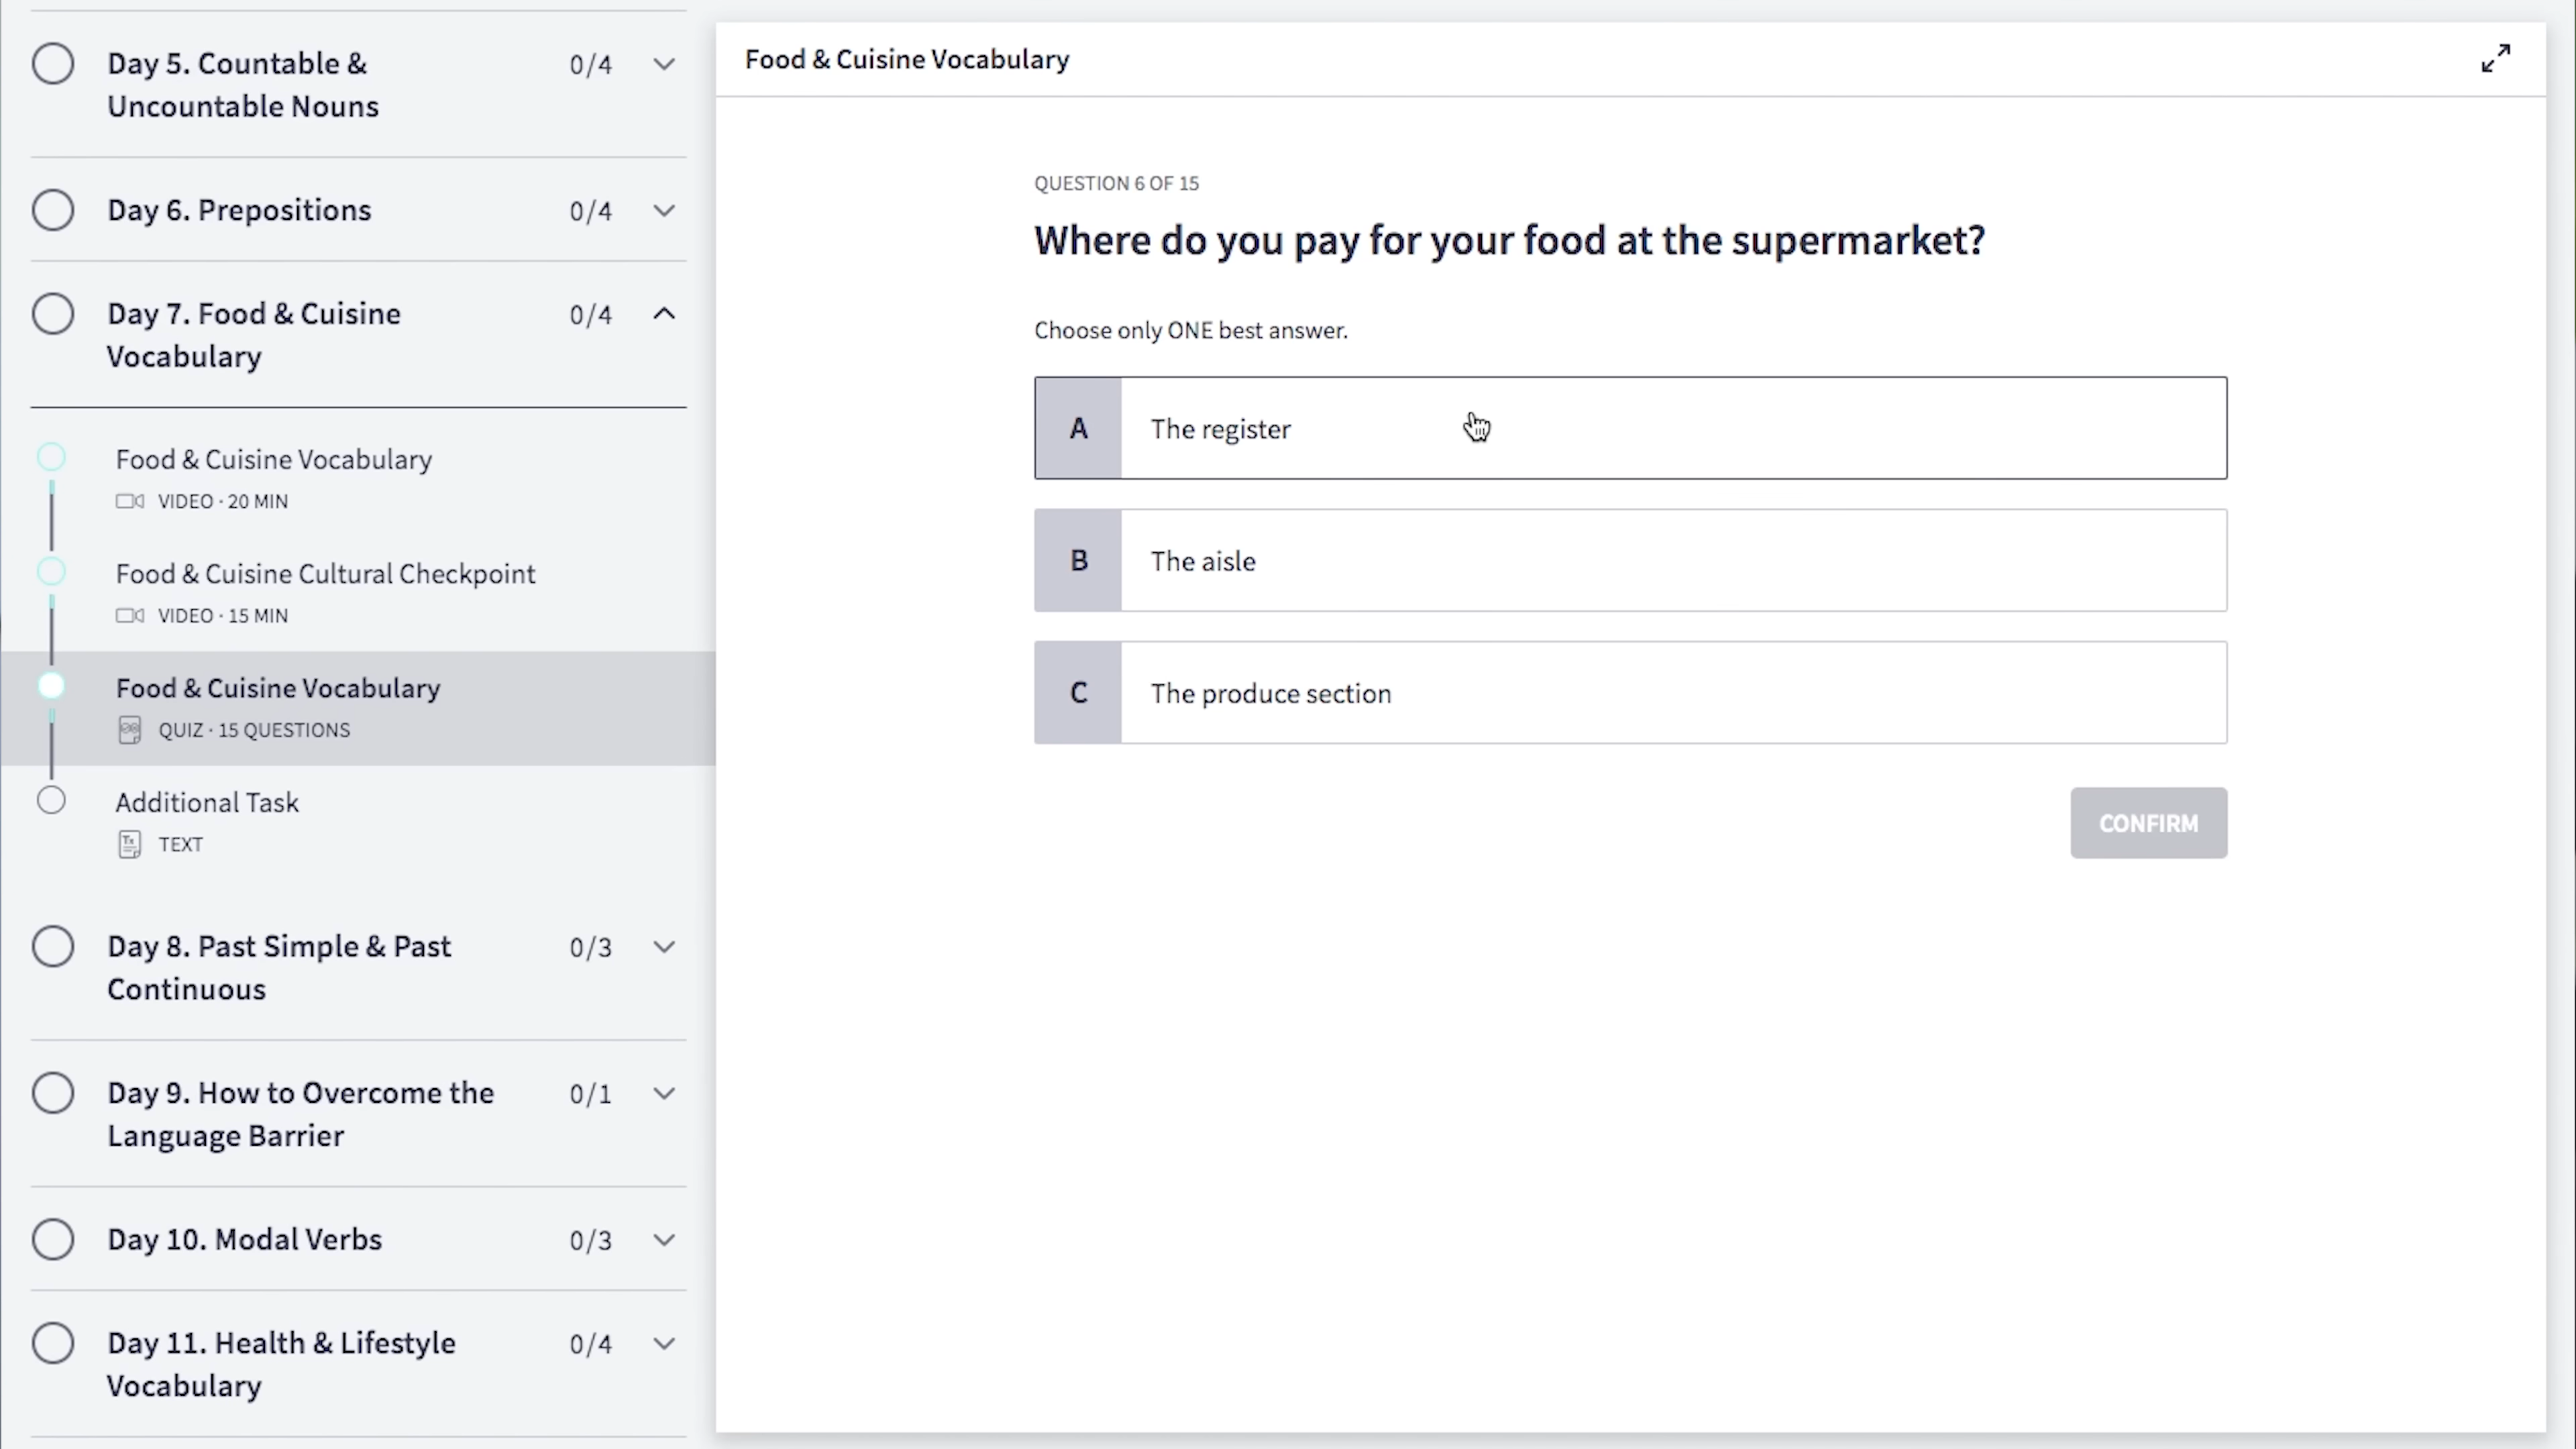 Day 5. Countable &
Uncountable Nouns
0/4
Day 6. Prepositions
0/4
Day 7. Food & Cuisine
Vocabulary
0/4
Food & Cuisine Vocabulary
VIDEO · 20 MIN
Food & Cuisine Cultural Checkpoint
VIDEO · 15 MIN
Food & Cuisine Vocabulary
QUIZ · 15 QUESTIONS
Additional Task
Tx
TEXT
Day 8. Past Simple & Past
Continuous
0/3
Day 9. How to Overcome the
Language Barrier
0/1
Day 10. Modal Verbs
0/3
Day 11. Health & Lifestyle
Vocabulary
0/4
Food & Cuisine Vocabulary
QUESTION 6 OF 15
Where do you pay for your food at the supermarket?
Choose only ONE best answer.
A The register
B The aisle
C The produce section
CONFIRM